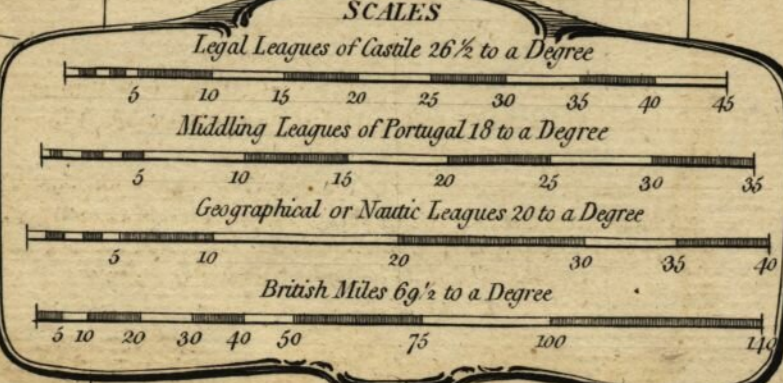 SCALES
Legal Leagues of Castile 26½ to a Degree
5 10 15 20 25 30 35 40 45
Middling Leagues of Portugal 18 to a Degree
5 10 15 20 25 30 35
Geographical or Nautic Leagues 20 to a Degree
5 10 20 30 35 40
British Miles 69½ to a Degree
5 10 20 30 40 50 75 100 140